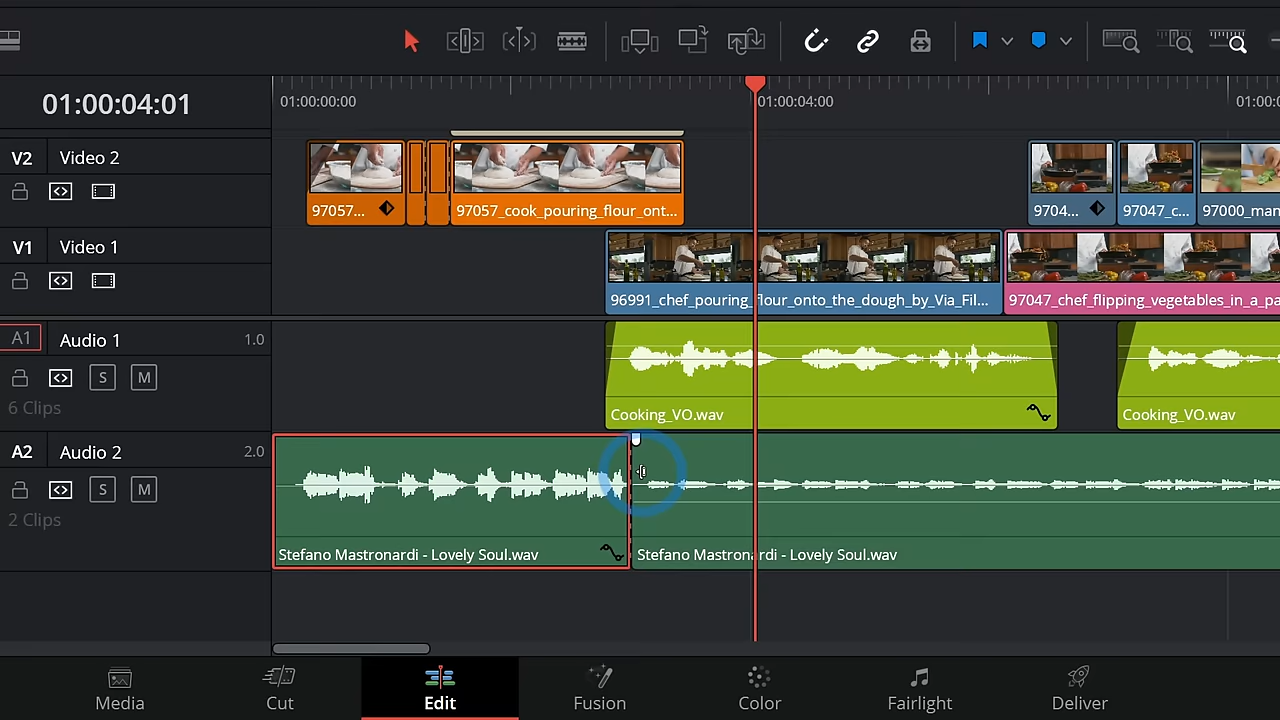 01:00:04:01
01:00:00:00
01:00:04:00
01:00:0
V2
Video 2
97057...
97057_cook_pouring_flour_ont...
9704...
97047_c...
97000_man
V1
Video 1
96991_chef_pouring_flour_onto_the_dough_by_Via_Fil...
97047_chef_flipping_vegetables_in_a_pa
A1
Audio 1
1.0
S
M
6 Clips
Cooking_VO.wav
Cooking_VO.wav
A2
Audio 2
2.0
S
M
2 Clips
Stefano Mastronardi - Lovely Soul.wav
Stefano Mastronardi - Lovely Soul.wav
Media
Cut
Edit
Fusion
Color
Fairlight
Deliver